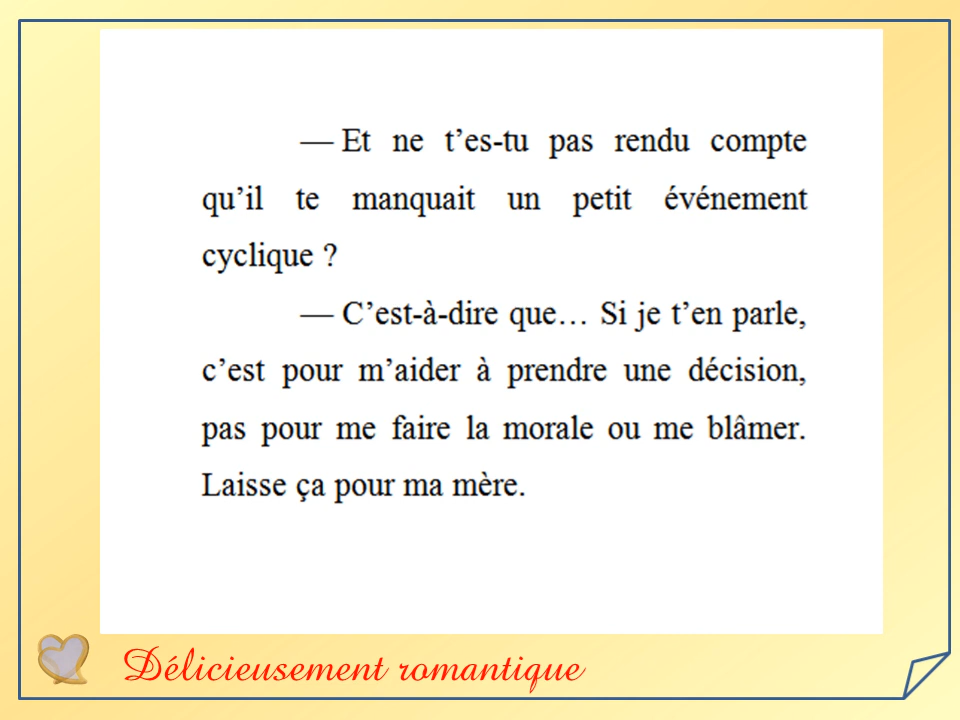 — Et ne t’es-tu pas rendu compte
qu’il te manquait un petit événement
cyclique ?
— C’est-à-dire que… Si je t’en parle,
c’est pour m’aider à prendre une décision,
pas pour me faire la morale ou me blâmer.
Laisse ça pour ma mère.
Délicieusement romantique